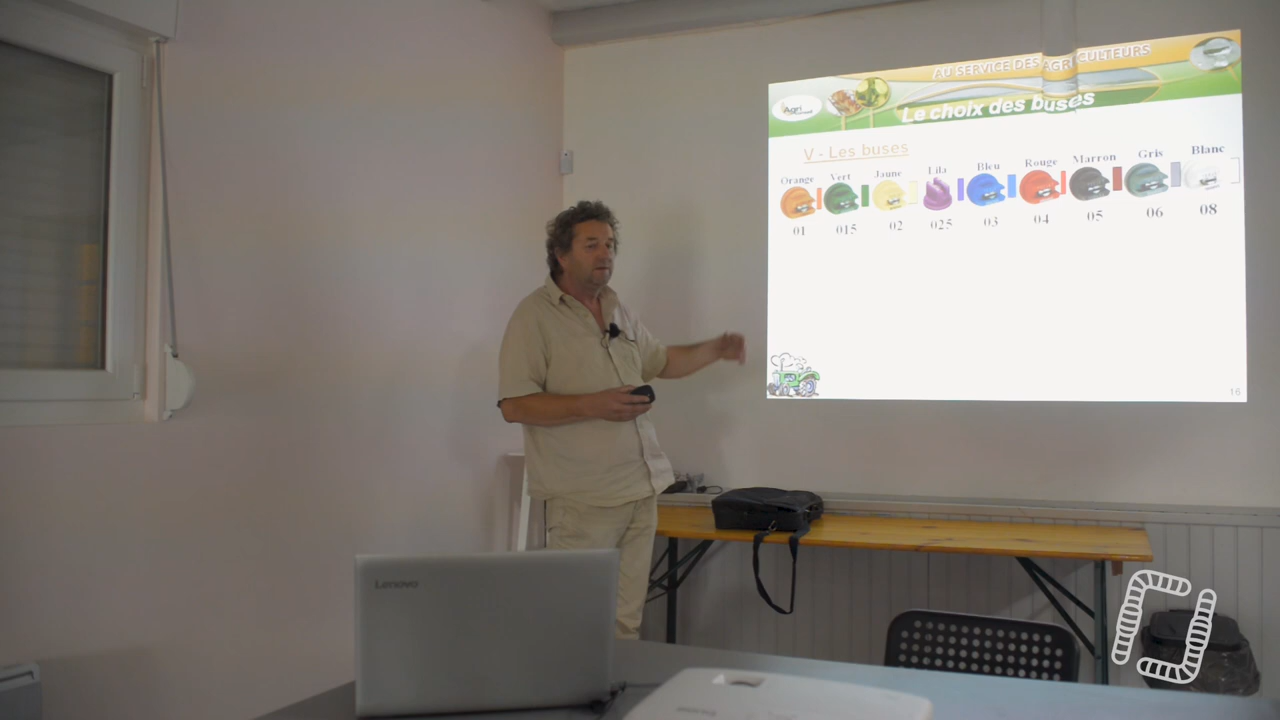 AU SERVICE DES AGRICULTEURS
Agri
Le choix des buses
V - Les buses
Orange Vert Jaune Lila Bleu Rouge Marron Gris Blanc
01 015 02 025 03 04 05 06 08
16
Lenovo